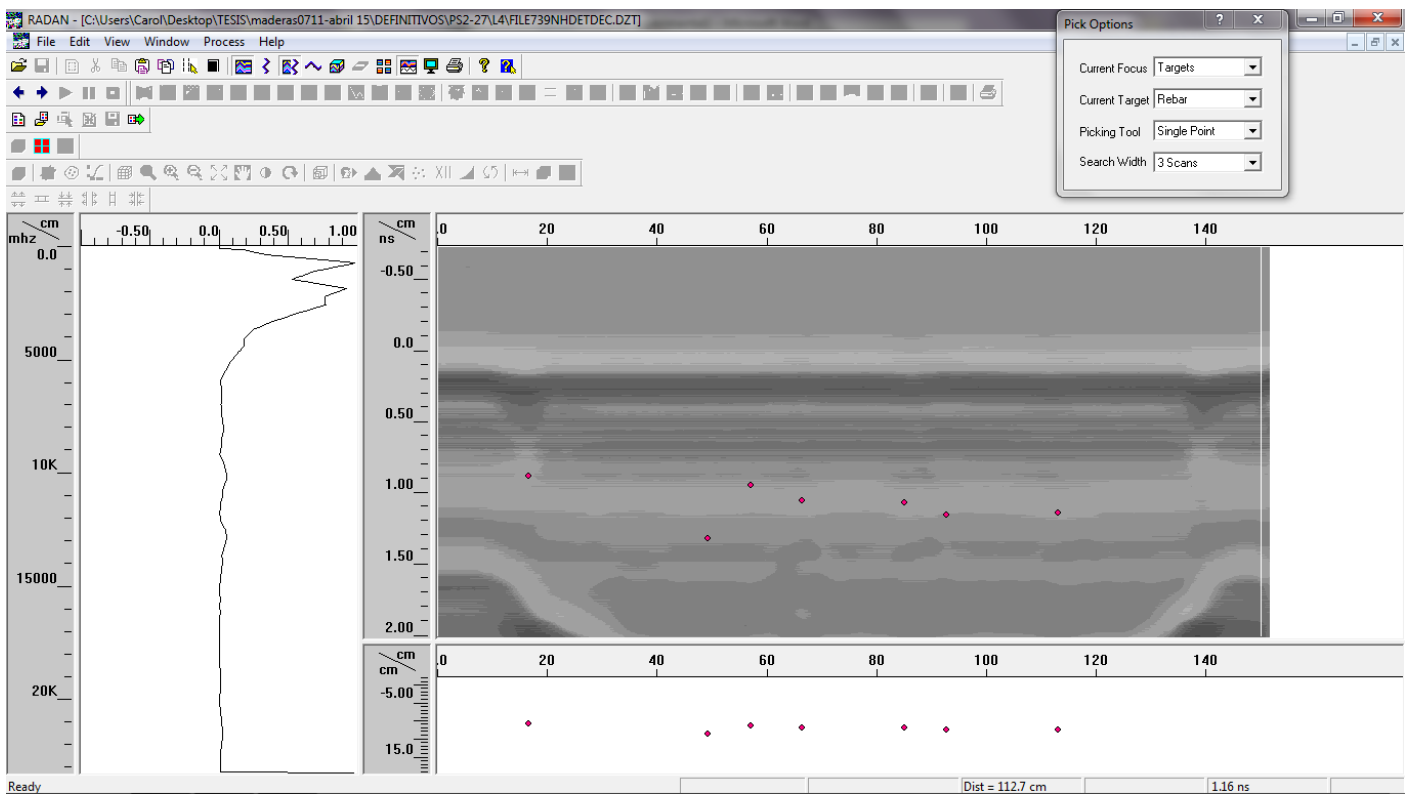 RADAN - [C:\Users\Carol\Desktop\TESIS\maderas0711-abril 15\DEFINITIVOS\PS2-27\L4\FILE739NHDETDEC.DZT]
File Edit View Window Process Help
Pick Options
Current Focus Targets
Current Target Rebar
Picking Tool Single Point
Search Width 3 Scans
cm
mhz
-0.50 0.0 0.50 1.00
0.0
5000
10K
15000
20K
cm
ns
0 20 40 60 80 100 120 140
-0.50
0.0
0.50
1.00
1.50
2.00
cm
cm
0 20 40 60 80 100 120 140
-5.00
15.0
Ready
Dist = 112.7 cm
1.16 ns